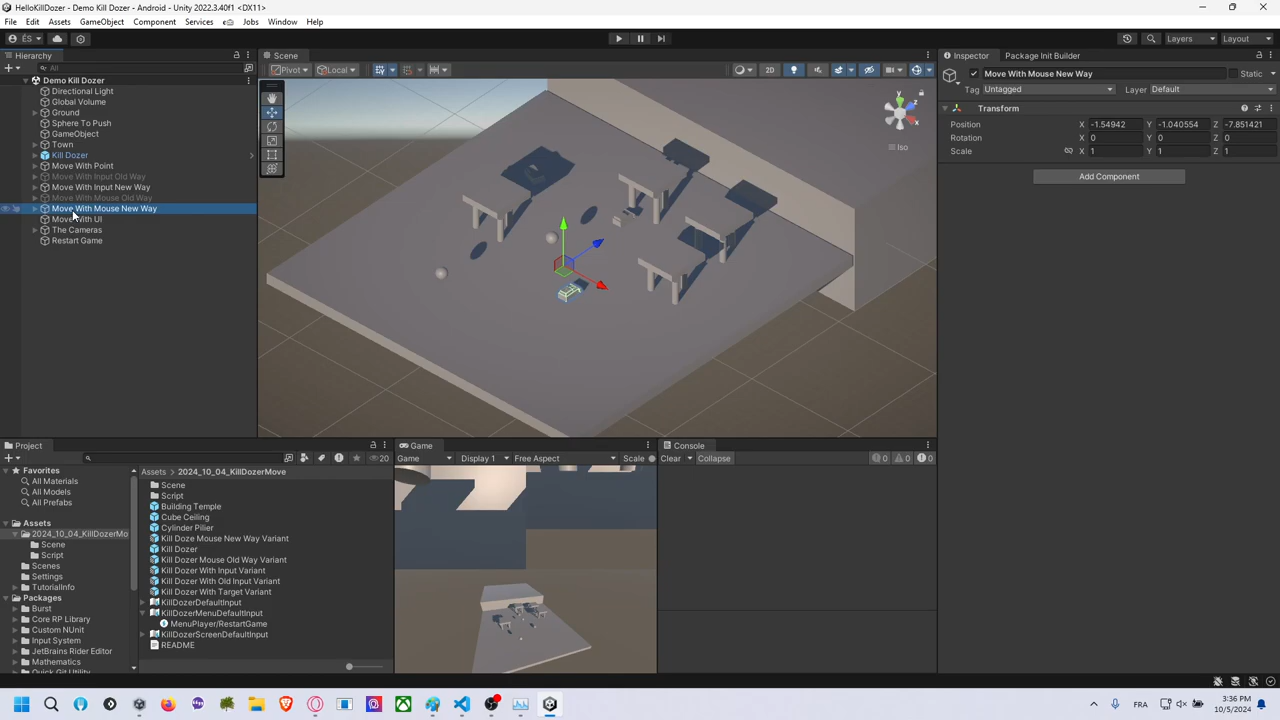 HelloKillDozer - Demo Kill Dozer - Android - Unity 2022.3.40f1 <DX11>
File Edit Assets GameObject Component Services Jobs Window Help
ÉS Layers Layout
Hierarchy Scene Inspector Package Init Builder
All Pivot Local 2D
Move With Mouse New Way Static
Tag Untagged Layer Default
Demo Kill Dozer
Directional Light
Global Volume
Ground
Sphere To Push
GameObject
Town
Kill Dozer
Move With Point
Move With Input Old Way
Move With Input New Way
Move With Mouse Old Way
Move With Mouse New Way
Move With UI
The Cameras
Restart Game
y
z
x
Iso
Transform
Position X -1.54942 Y -1.040554 Z -7.851421
Rotation X 0 Y 0 Z 0
Scale X 1 Y 1 Z 1
Add Component
Project
20
Favorites
All Materials
All Models
All Prefabs
Assets
2024_10_04_KillDozerMo
Scene
Script
Scenes
Settings
TutorialInfo
Packages
Burst
Core RP Library
Custom NUnit
Input System
JetBrains Rider Editor
Mathematics
Quick Git Utility
Assets 2024_10_04_KillDozerMove
Scene
Script
Building Temple
Cube Ceiling
Cylinder Pilier
Kill Doze Mouse New Way Variant
Kill Dozer
Kill Dozer Mouse Old Way Variant
Kill Dozer With Input Variant
Kill Dozer With Old Input Variant
Kill Dozer With Target Variant
KillDozerDefaultInput
KillDozerMenuDefaultInput
MenuPlayer/RestartGame
KillDozerScreenDefaultInput
README
Game
Game Display 1 Free Aspect Scale
Console
Clear Collapse 0 0 0
FRA
3:36 PM
10/5/2024